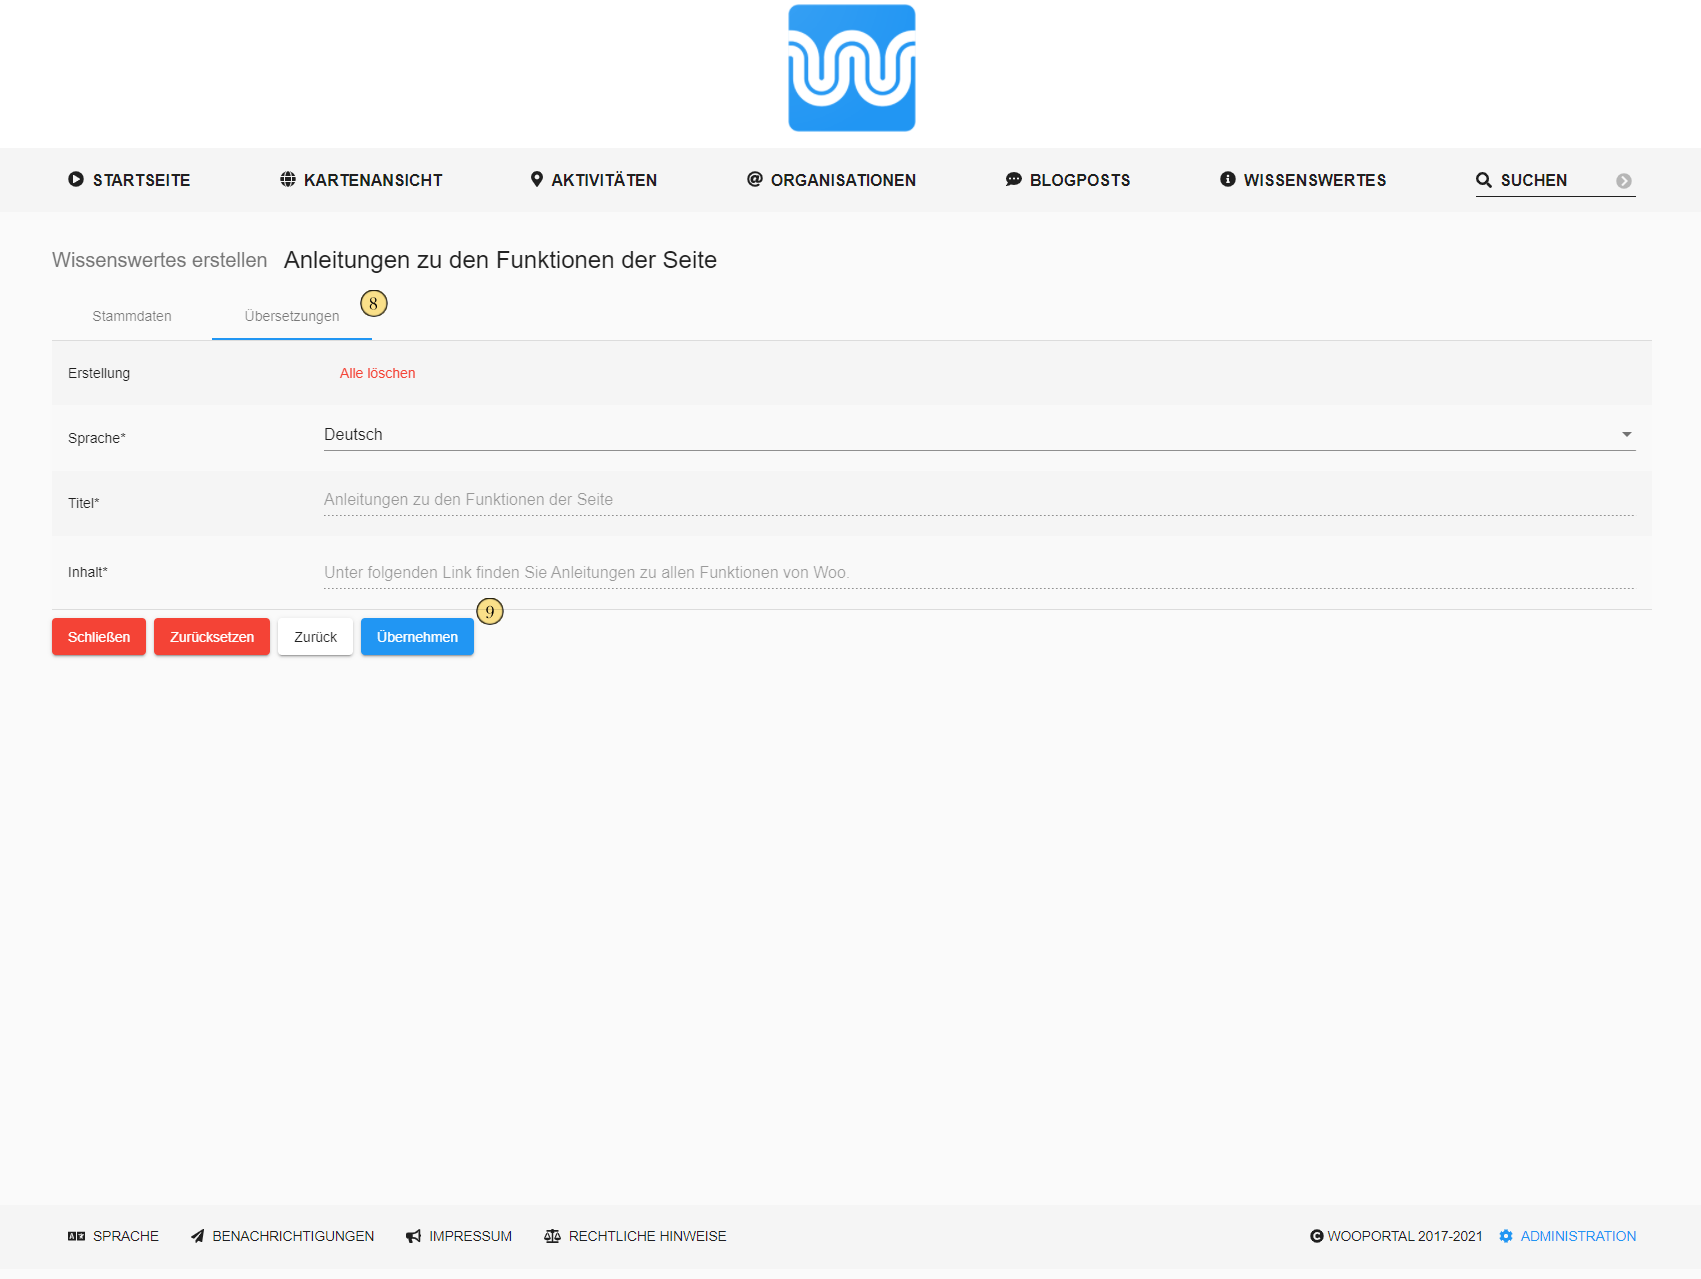 STARTSEITE KARTENANSICHT AKTIVITÄTEN ORGANISATIONEN BLOGPOSTS WISSENSWERTES SUCHEN
Wissenswertes erstellen Anleitungen zu den Funktionen der Seite
Stammdaten Übersetzungen 8
Erstellung Alle löschen
Sprache* Deutsch
Titel* Anleitungen zu den Funktionen der Seite
Inhalt* Unter folgenden Link finden Sie Anleitungen zu allen Funktionen von Woo.
9
Schließen Zurücksetzen Zurück Übernehmen
SPRACHE BENACHRICHTIGUNGEN IMPRESSUM RECHTLICHE HINWEISE WOOPORTAL 2017-2021 ADMINISTRATION